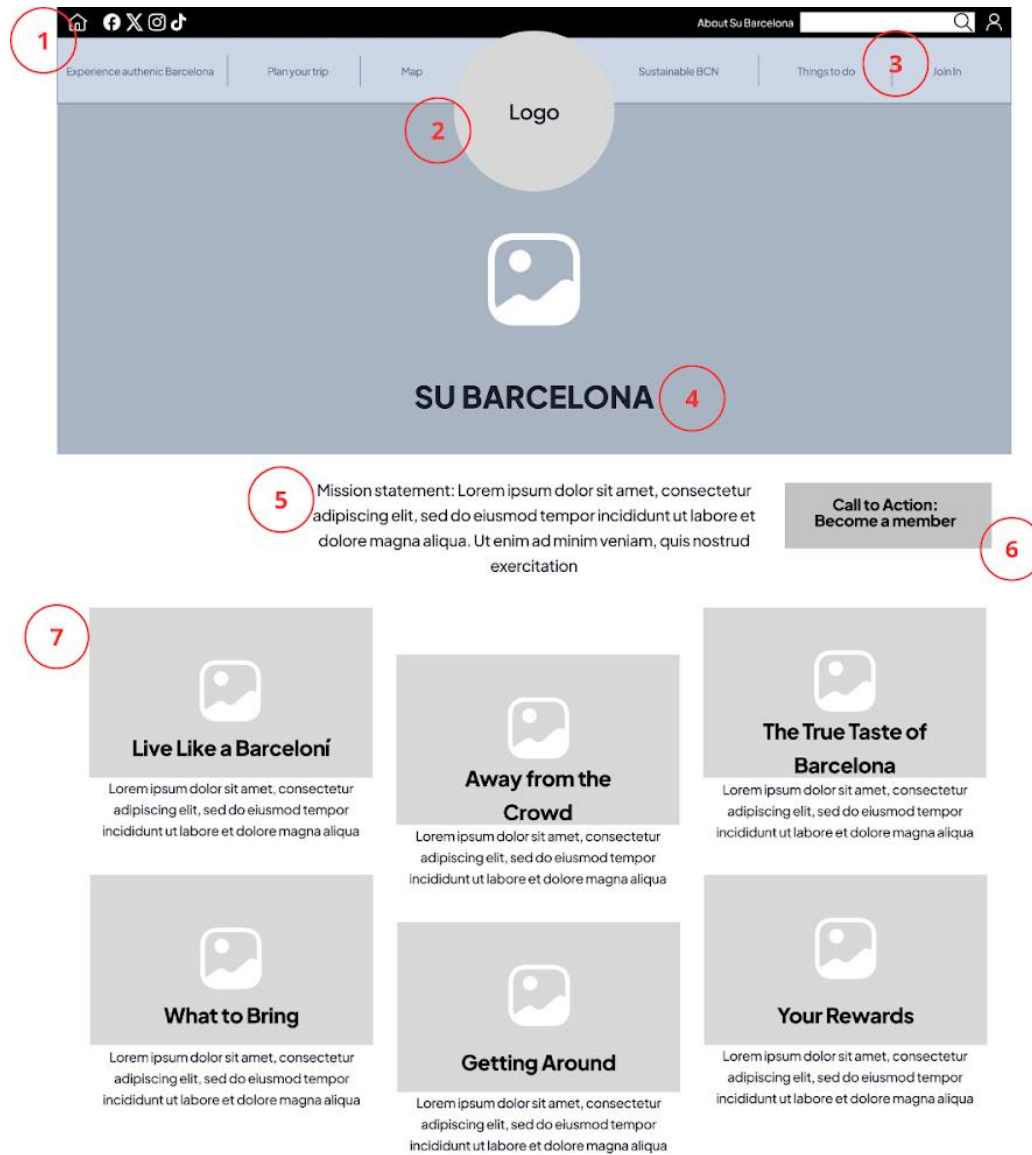 About Su Barcelona
1
Experience authenic Barcelona
Plan your trip
Map
Sustainable BCN
Things to do
3
Join In
Logo
2
SU BARCELONA
4
5
Mission statement: Lorem ipsum dolor sit amet, consectetur
adipiscing elit, sed do eiusmod tempor incididunt ut labore et
dolore magna aliqua. Ut enim ad minim veniam, quis nostrud
exercitation
Call to Action:
Become a member
6
7
Live Like a Barceloní
Lorem ipsum dolor sit amet, consectetur
adipiscing elit, sed do eiusmod tempor
incididunt ut labore et dolore magna aliqua
Away from the
Crowd
Lorem ipsum dolor sit amet, consectetur
adipiscing elit, sed do eiusmod tempor
incididunt ut labore et dolore magna aliqua
The True Taste of
Barcelona
Lorem ipsum dolor sit amet, consectetur
adipiscing elit, sed do eiusmod tempor
incididunt ut labore et dolore magna aliqua
What to Bring
Lorem ipsum dolor sit amet, consectetur
adipiscing elit, sed do eiusmod tempor
incididunt ut labore et dolore magna aliqua
Getting Around
Lorem ipsum dolor sit amet, consectetur
adipiscing elit, sed do eiusmod tempor
incididunt ut labore et dolore magna aliqua
Your Rewards
Lorem ipsum dolor sit amet, consectetur
adipiscing elit, sed do eiusmod tempor
incididunt ut labore et dolore magna aliqua